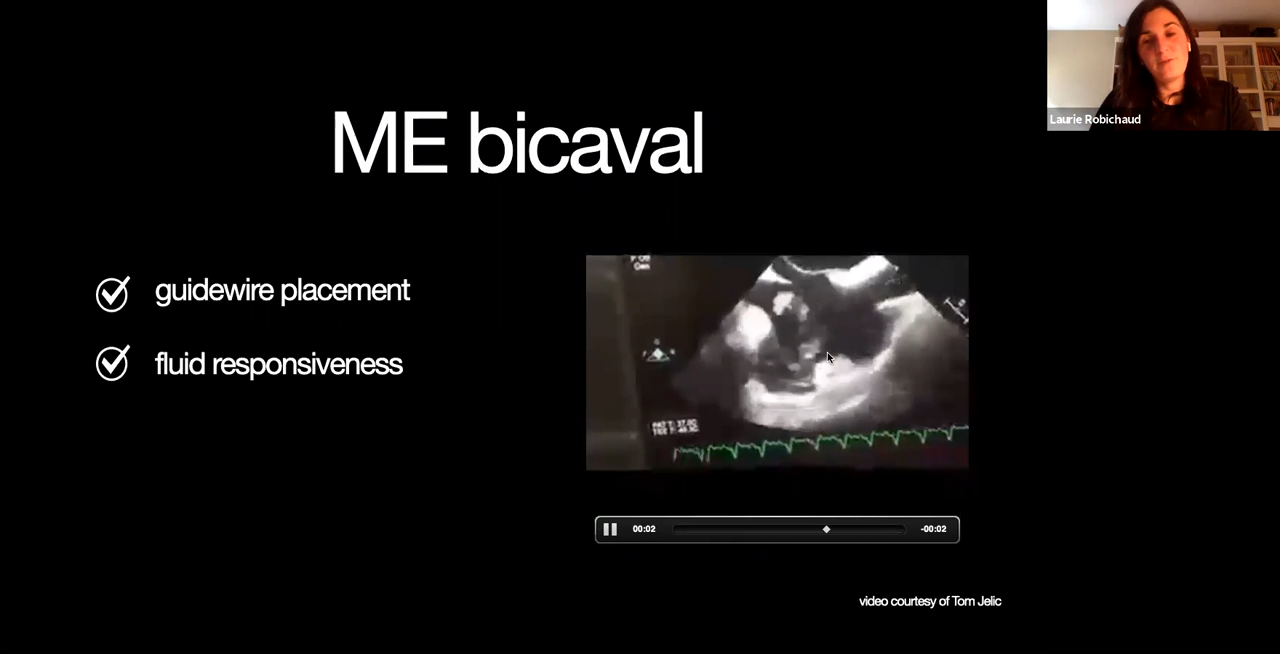 Laurie Robichaud
ME bicaval
guidewire placement
fluid responsiveness
00:02
-00:02
video courtesy of Tom Jelic